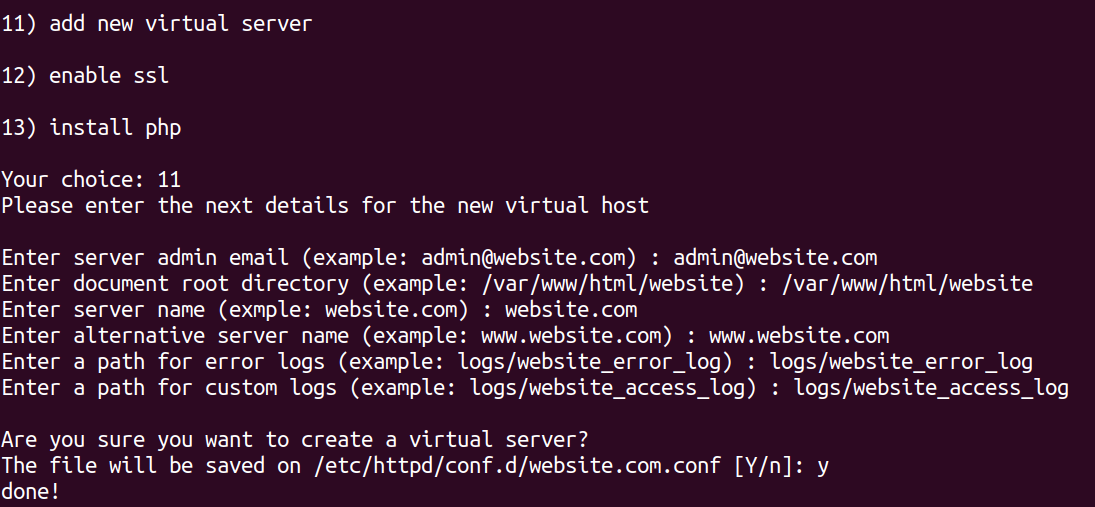 11) add new virtual server
12) enable ssl
13) install php
Your choice: 11
Please enter the next details for the new virtual host
Enter server admin email (example: admin@website.com) : admin@website.com
Enter document root directory (example: /var/www/html/website) : /var/www/html/website
Enter server name (exmple: website.com) : website.com
Enter alternative server name (example: www.website.com) : www.website.com
Enter a path for error logs (example: logs/website_error_log) : logs/website_error_log
Enter a path for custom logs (example: logs/website_access_log) : logs/website_access_log
Are you sure you want to create a virtual server?
The file will be saved on /etc/httpd/conf.d/website.com.conf [Y/n]: y
done!